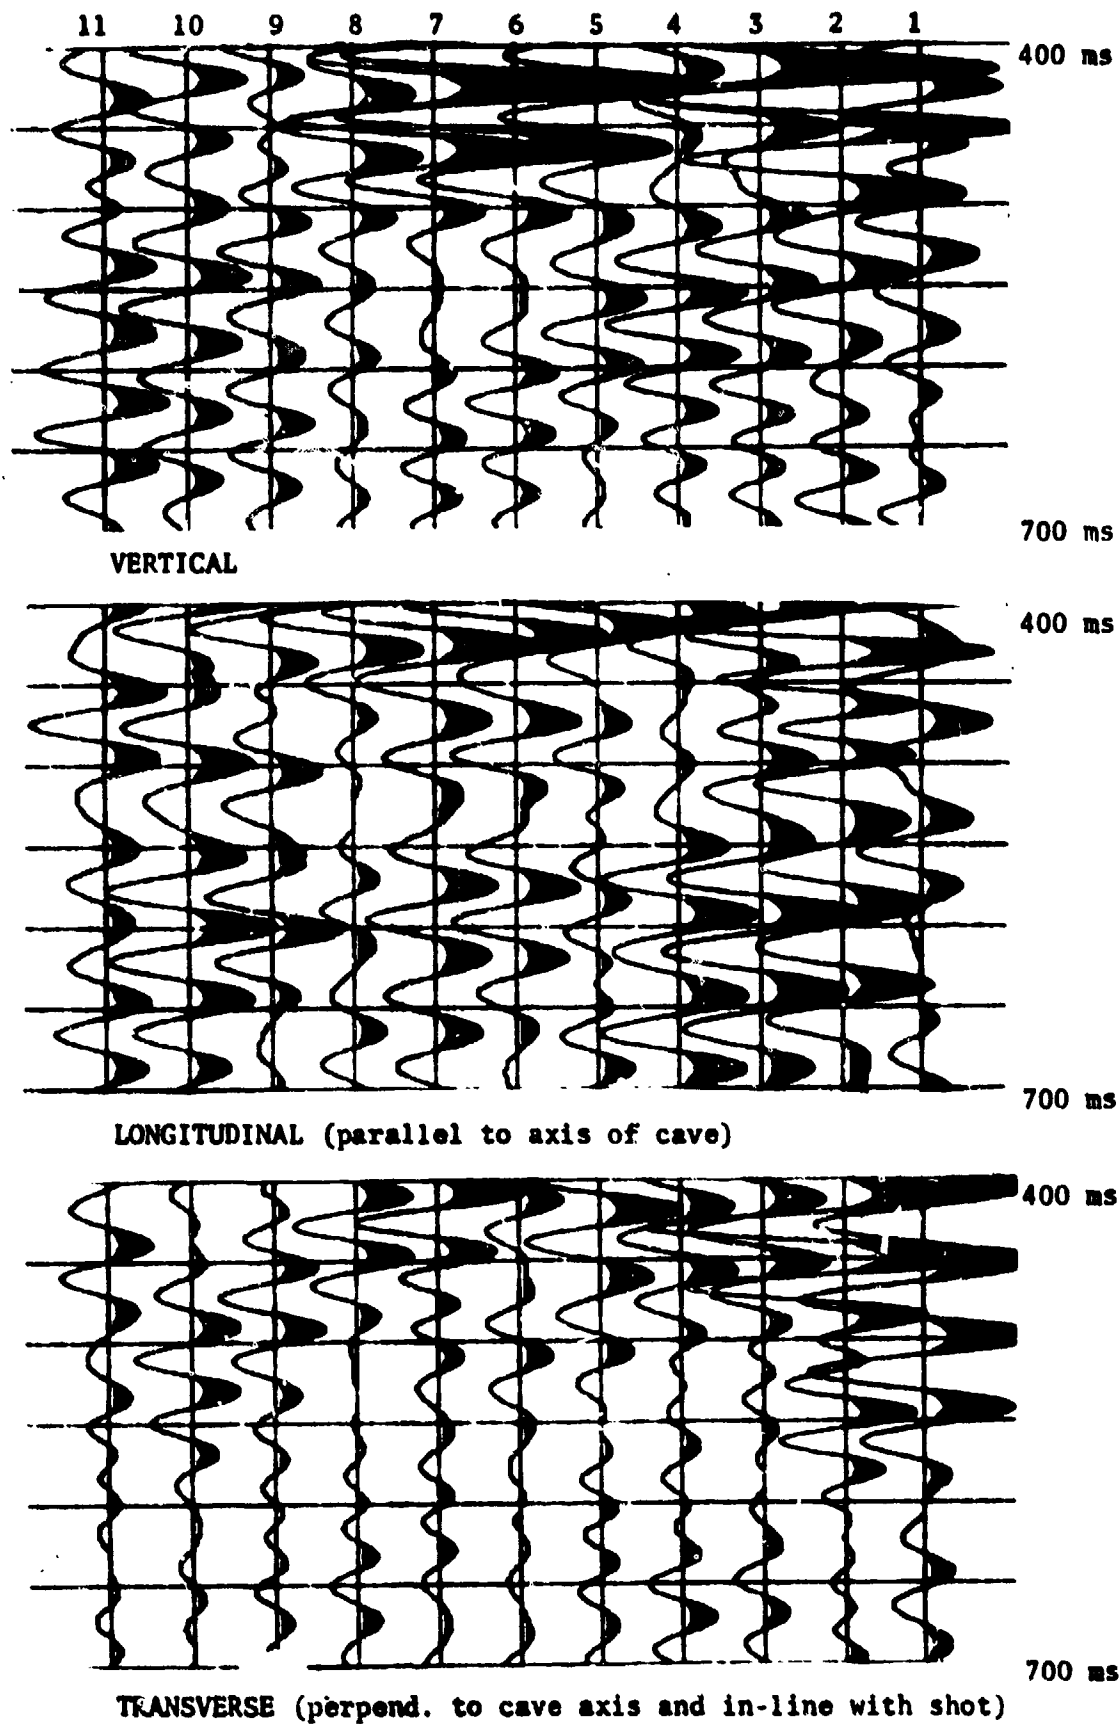 11 10 9 8 7 6 5 4 3 2 1
400 ms
700 ms
VERTICAL
400 ms
700 ms
LONGITUDINAL (parallel to axis of cave)
400 ms
700 ms
TRANSVERSE (perpend. to cave axis and in-line with shot)